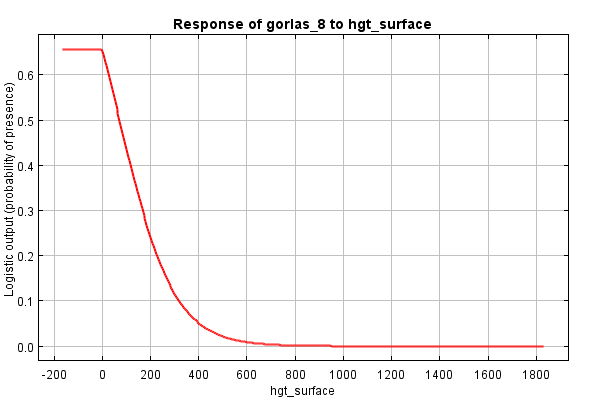 Response of gorlas_8 to hgt_surface
Logistic output (probability of presence)
0.6
0.5
0.4
0.3
0.2
0.1
0.0
-200 0 200 400 600 800 1000 1200 1400 1600 1800
hgt_surface